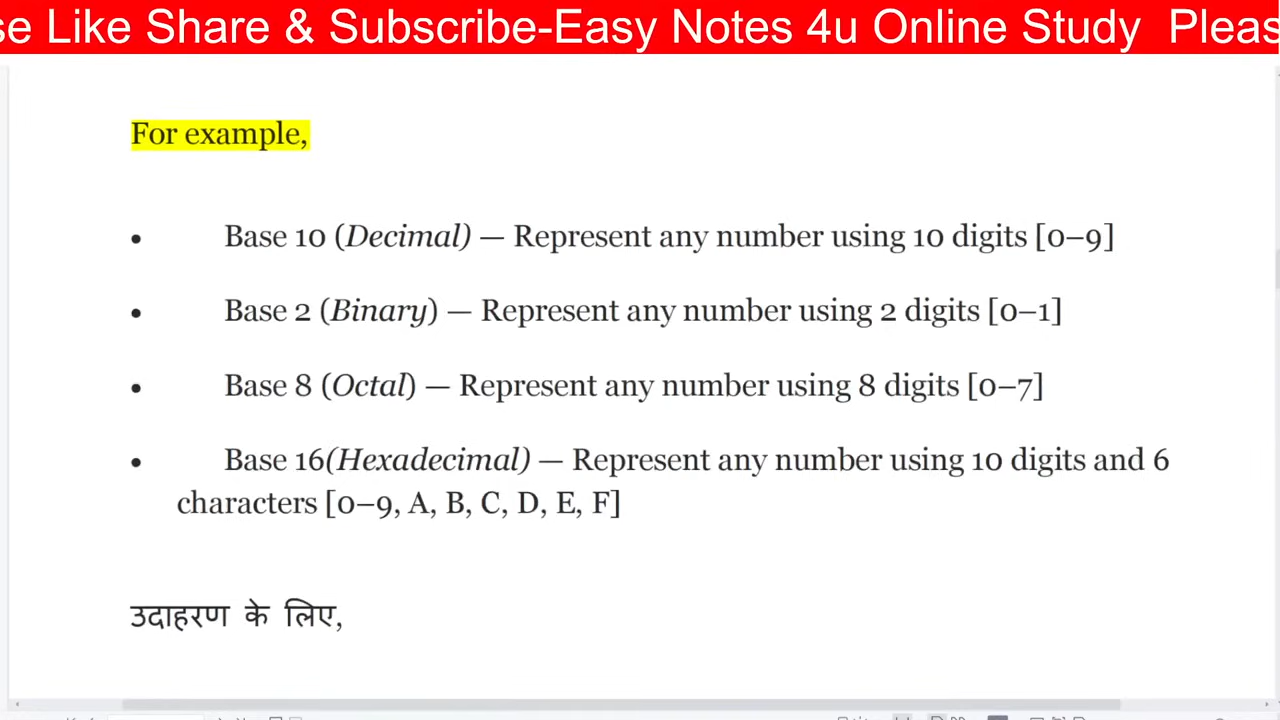 se Like Share & Subscribe-Easy Notes 4u Online Study Pleas
For example,
• Base 10 (Decimal) — Represent any number using 10 digits [0–9]
• Base 2 (Binary) — Represent any number using 2 digits [0–1]
• Base 8 (Octal) — Represent any number using 8 digits [0–7]
• Base 16(Hexadecimal) — Represent any number using 10 digits and 6
characters [0–9, A, B, C, D, E, F]
उदाहरण के लिए,